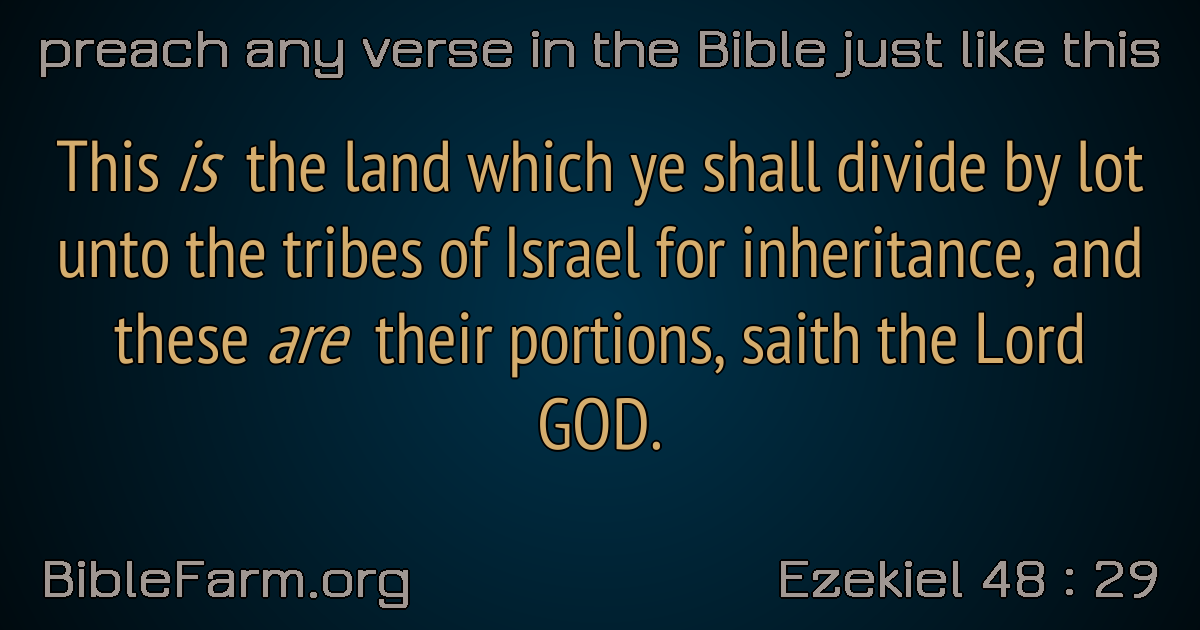 preach any verse in the Bible just like this
This is the land which ye shall divide by lot
unto the tribes of Israel for inheritance, and
these are their portions, saith the Lord
GOD.
BibleFarm.org
Ezekiel 48 : 29